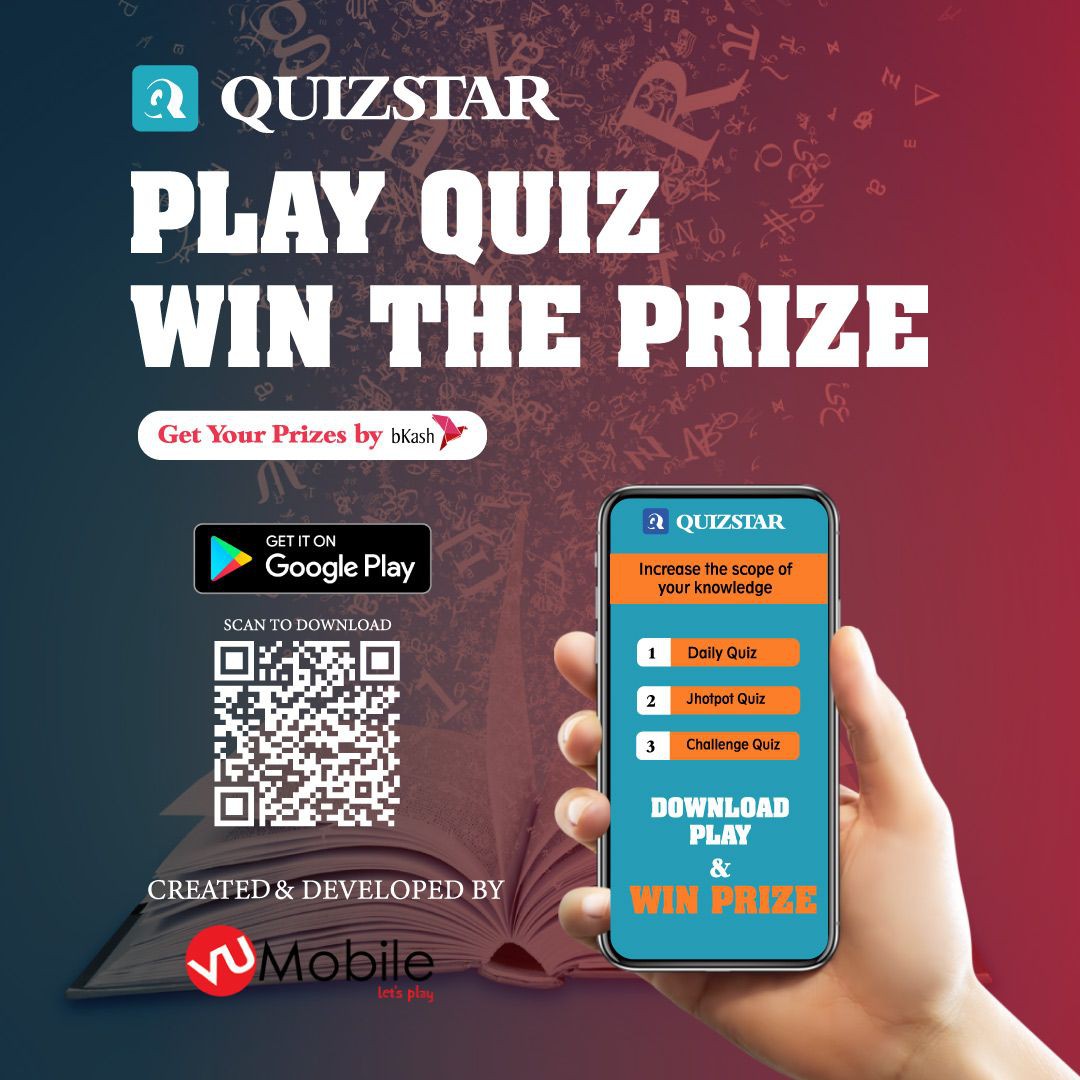 QUIZSTAR
PLAY QUIZ
WIN THE PRIZE
Get Your Prizes by bKash
GET IT ON
Google Play
SCAN TO DOWNLOAD
CREATED & DEVELOPED BY
VU Mobile
let's play
QUIZSTAR
Increase the scope of
your knowledge
1 Daily Quiz
2 Jhotpot Quiz
3 Challenge Quiz
DOWNLOAD
PLAY
&
WIN PRIZE